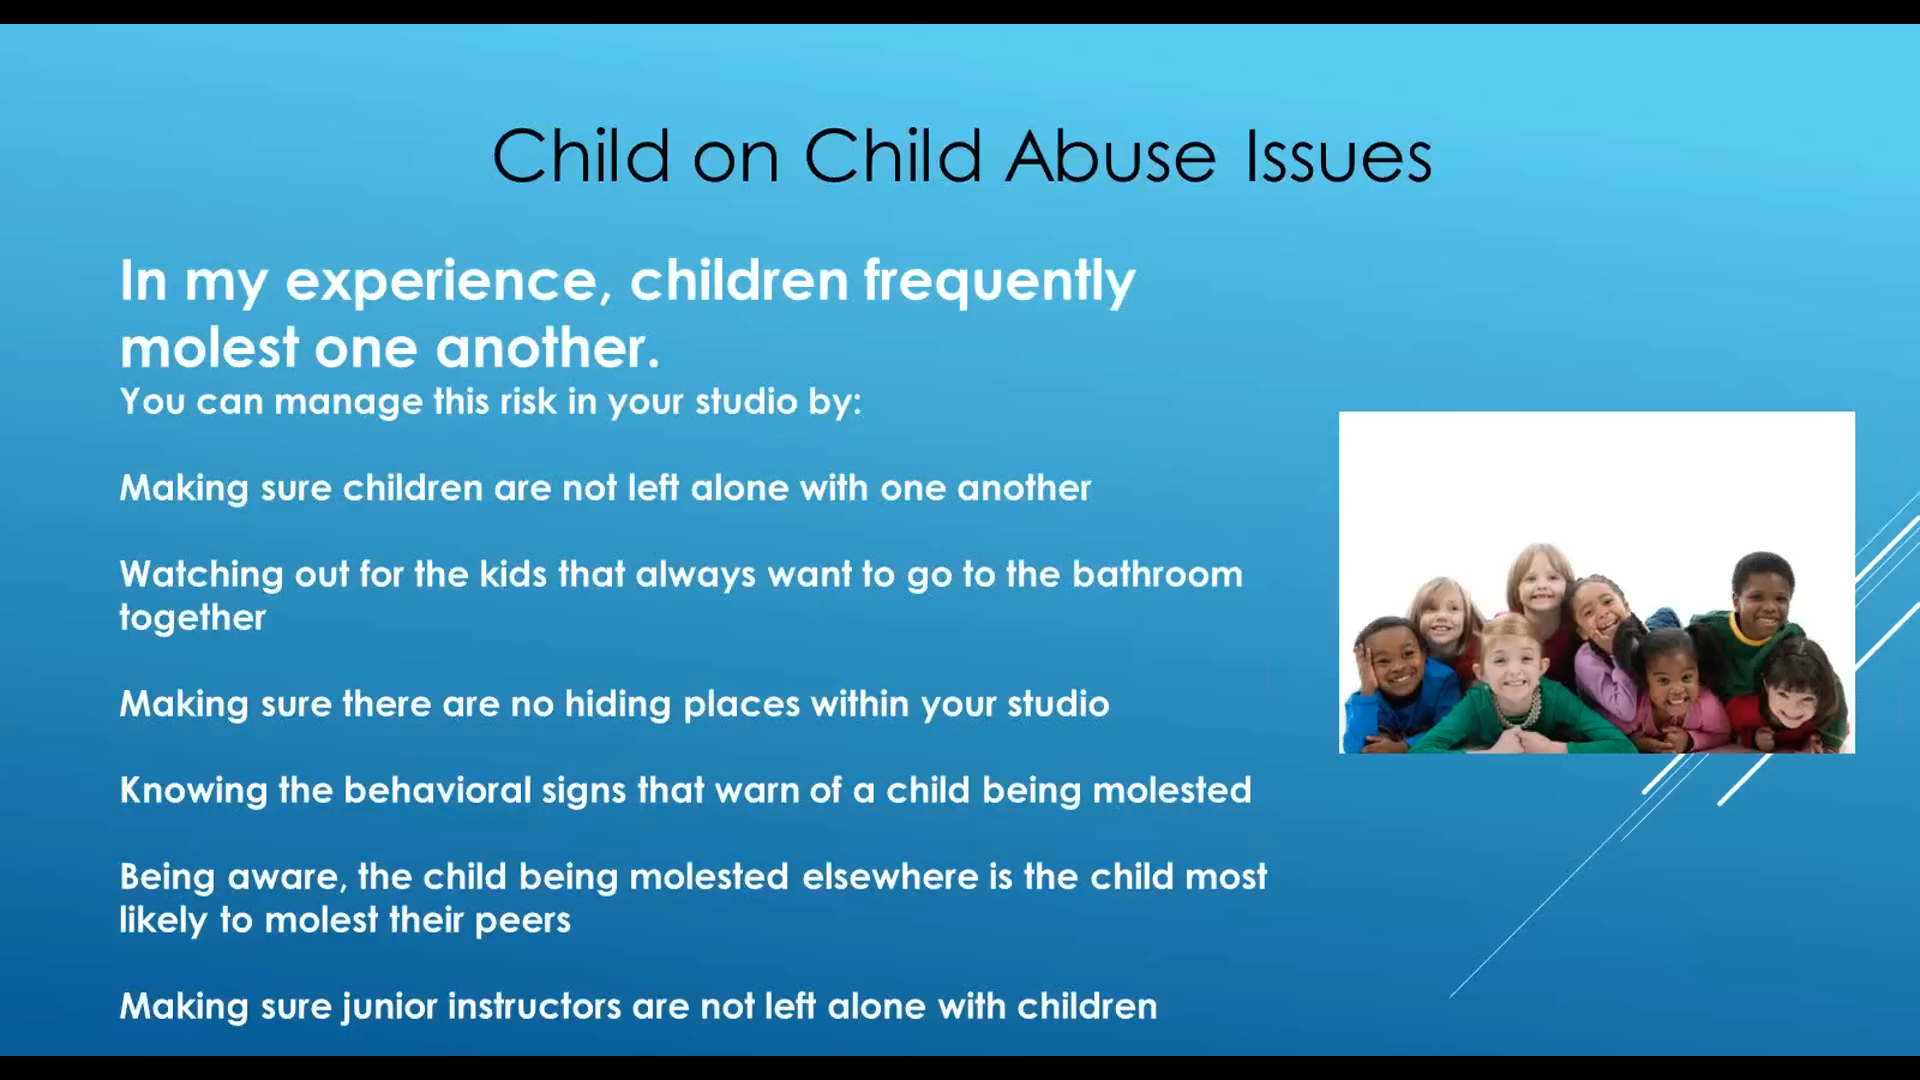 Child on Child Abuse Issues
In my experience, children frequently
molest one another.
You can manage this risk in your studio by:
Making sure children are not left alone with one another
Watching out for the kids that always want to go to the bathroom
together
Making sure there are no hiding places within your studio
Knowing the behavioral signs that warn of a child being molested
Being aware, the child being molested elsewhere is the child most
likely to molest their peers
Making sure junior instructors are not left alone with children